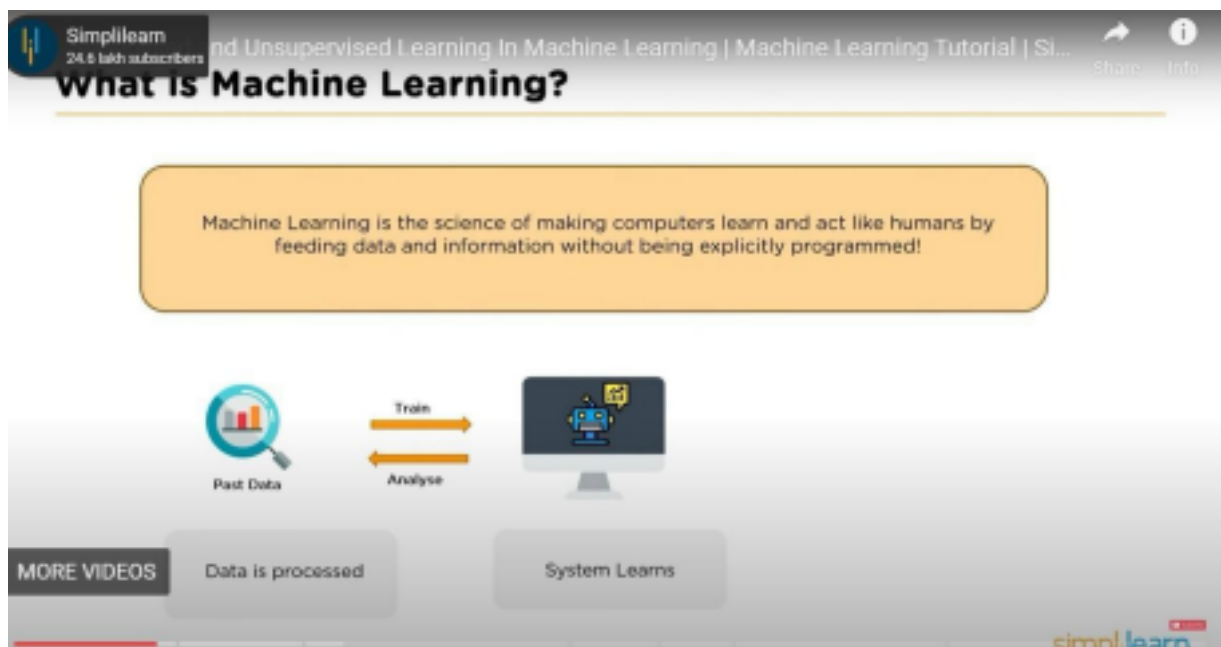 Simplilearn
24.6 lakh subscribers
nd Unsupervised Learning In Machine Learning | Machine Learning Tutorial | Si...
Share
Info
What is Machine Learning?
Machine Learning is the science of making computers learn and act like humans by
feeding data and information without being explicitly programmed!
Train
Past Data
Analyse
MORE VIDEOS
Data is processed
System Learns
simplilearn